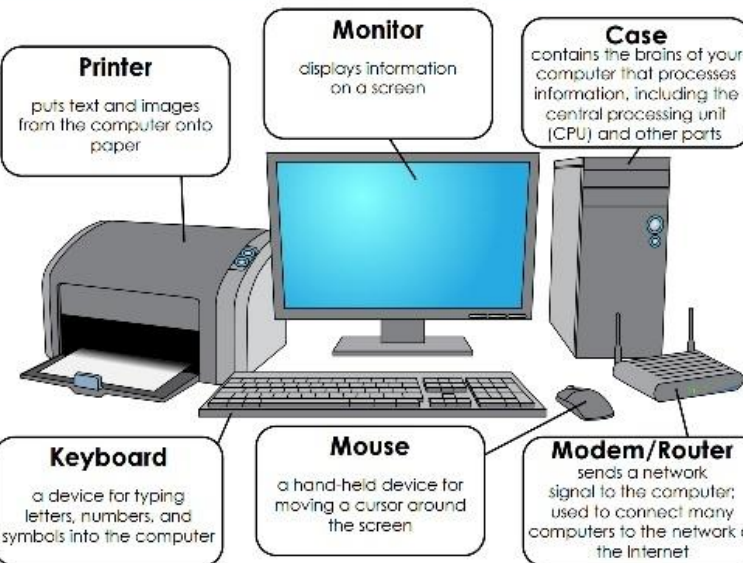 Printer
puts text and images
from the computer onto
paper
Monitor
displays information
on a screen
Case
contains the brains of your
computer that processes
information, including the
central processing unit
(CPU) and other parts
Keyboard
a device for typing
letters, numbers, and
symbols into the computer
Mouse
a hand-held device for
moving a cursor around
the screen
Modem/Router
sends a network
signal to the computer;
used to connect many
computers to the network
the Internet